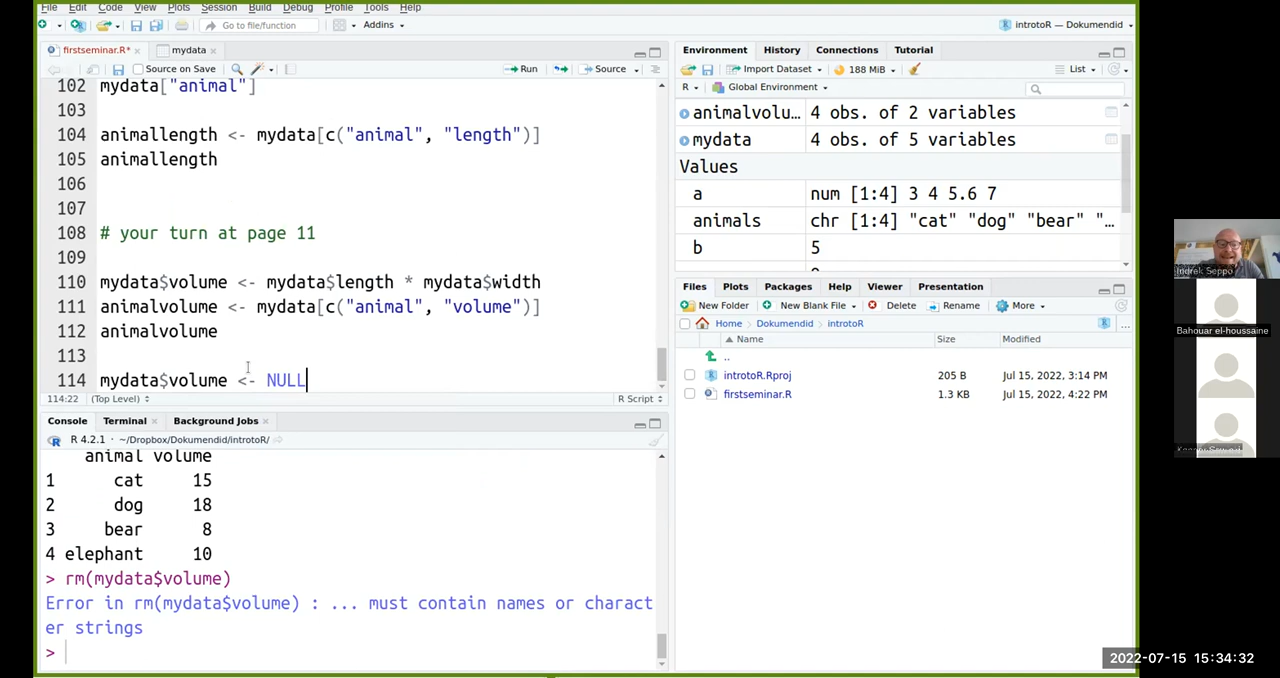 File Edit Code View Plots Session Build Debug Profile Tools Help
Go to file/function Addins introtoR — Dokumendid
firstseminar.R* mydata
Source on Save Run Source
102 mydata["animal"]
103
104 animallength <- mydata[c("animal", "length")]
105 animallength
106
107
108 # your turn at page 11
109
110 mydata$volume <- mydata$length * mydata$width
111 animalvolume <- mydata[c("animal", "volume")]
112 animalvolume
113
114 mydata$volume <- NULL
114:22 (Top Level) R Script
Console Terminal Background Jobs
R 4.2.1 · ~/Dropbox/Dokumendid/introtoR/
animal volume
1 cat 15
2 dog 18
3 bear 8
4 elephant 10
> rm(mydata$volume)
Error in rm(mydata$volume) : ... must contain names or charact
er strings
>
Environment History Connections Tutorial
Import Dataset 188 MiB List
R Global Environment
animalvolu… 4 obs. of 2 variables
mydata 4 obs. of 5 variables
Values
a num [1:4] 3 4 5.6 7
animals chr [1:4] "cat" "dog" "bear" "…
b 5
Files Plots Packages Help Viewer Presentation
New Folder New Blank File Delete Rename More
Home Dokumendid introtoR
Name Size Modified
..
introtoR.Rproj 205 B Jul 15, 2022, 3:14 PM
firstseminar.R 1.3 KB Jul 15, 2022, 4:22 PM
Indrek Seppo
Bahouar el-houssaine
2022-07-15 15:34:32